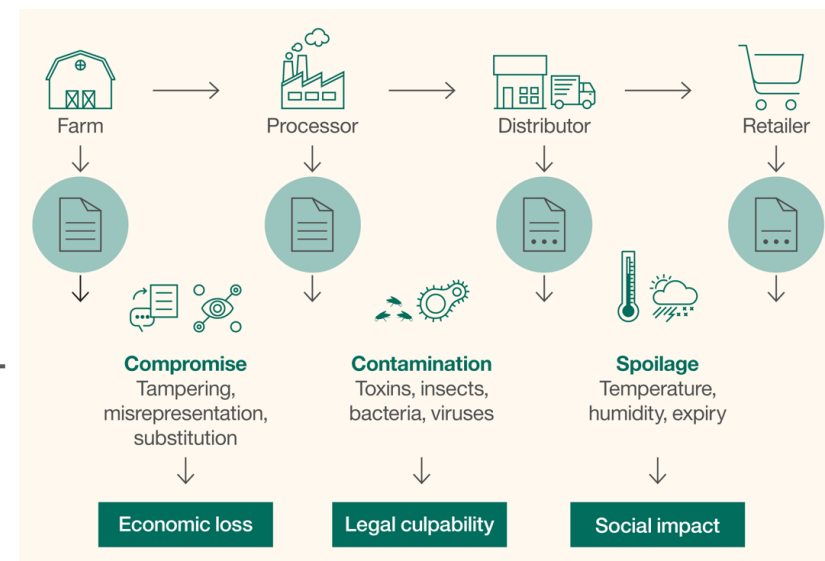 Farm
Processor
Distributor
Retailer
Compromise
Tampering,
misrepresentation,
substitution
Contamination
Toxins, insects,
bacteria, viruses
Spoilage
Temperature,
humidity, expiry
Economic loss
Legal culpability
Social impact